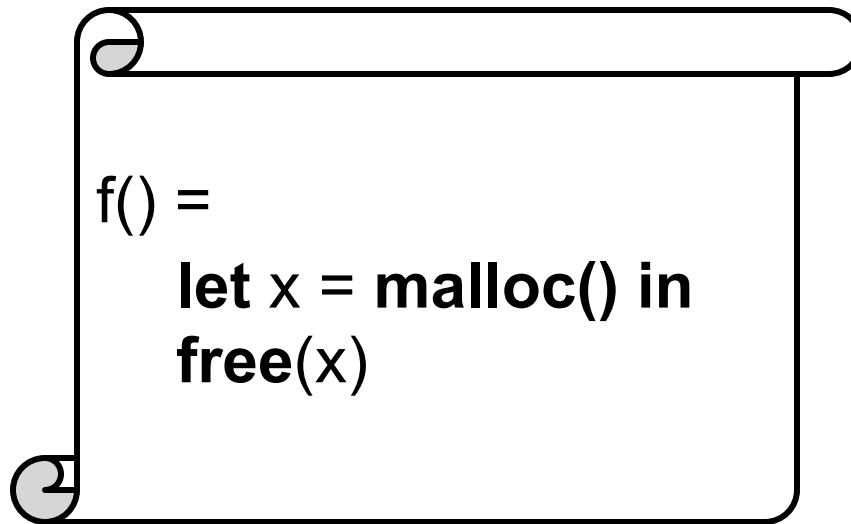 f() =
let x = malloc() in
free(x)